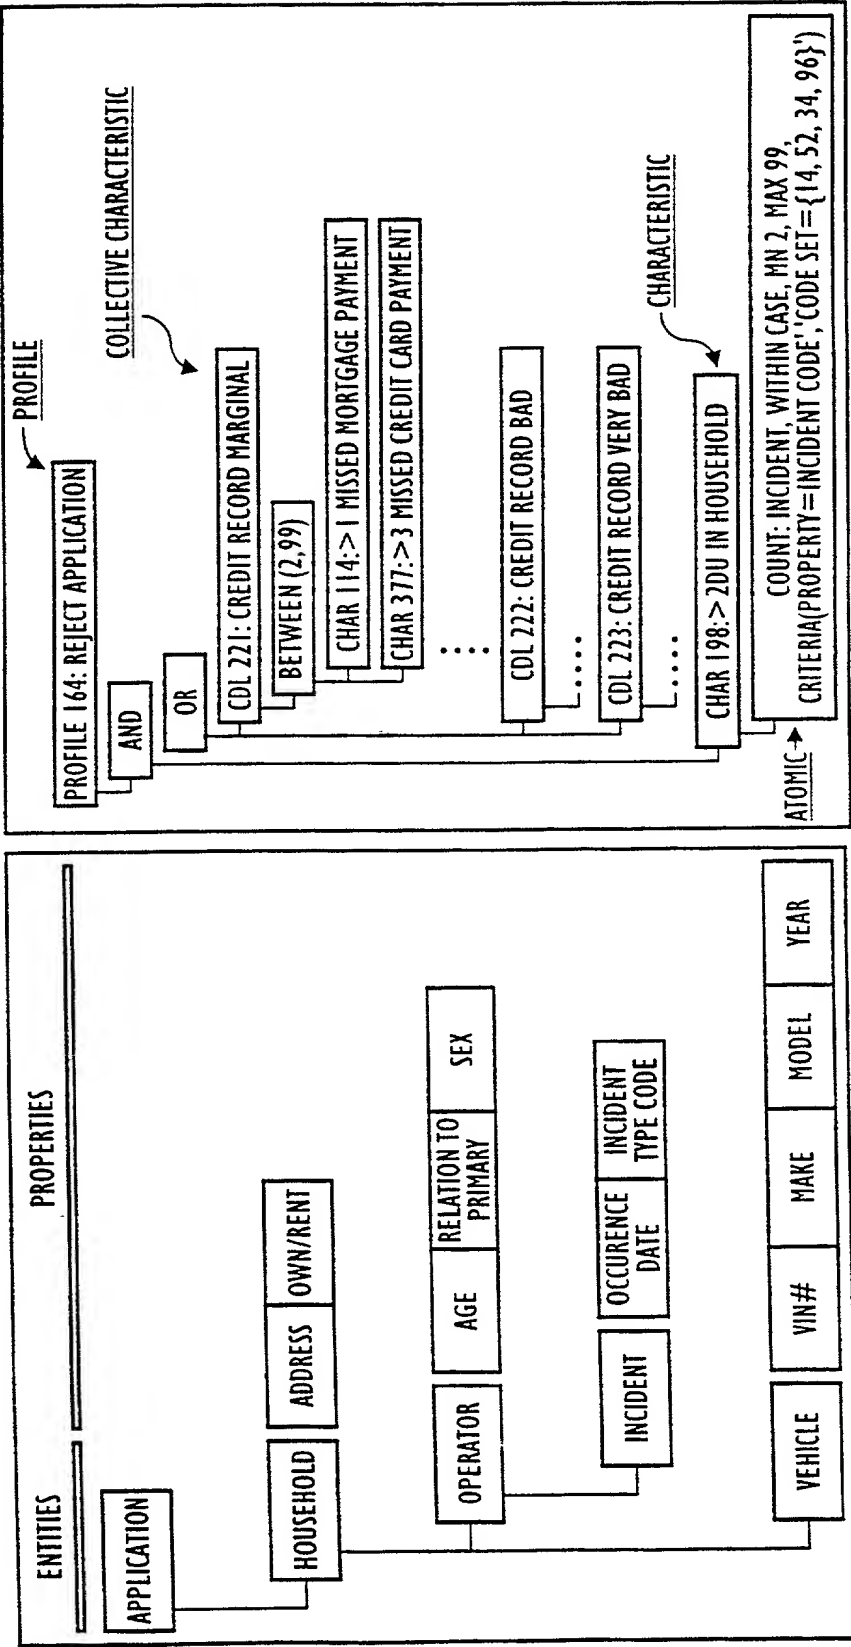 ENTITIES
PROPERTIES
APPLICATION
HOUSEHOLD
ADDRESS
OWN/RENT
OPERATOR
AGE
RELATION TO
PRIMARY
SEX
INCIDENT
OCCURENCE
DATE
INCIDENT
TYPE CODE
VEHICLE
VIN#
MAKE
MODEL
YEAR
PROFILE
PROFILE 164: REJECT APPLICATION
AND
OR
COLLECTIVE CHARACTERISTIC
CDL 221: CREDIT RECORD MARGINAL
BETWEEN (2,99)
CHAR 114:> 1 MISSED MORTGAGE PAYMENT
CHAR 377:>3 MISSED CREDIT CARD PAYMENT
CDL 222: CREDIT RECORD BAD
CDL 223: CREDIT RECORD VERY BAD
CHARACTERISTIC
CHAR 198:> 2DU IN HOUSEHOLD
ATOMIC
COUNT: INCIDENT, WITHIN CASE, MN 2, MAX 99,
CRITERIA(PROPERTY=INCIDENT CODE',' CODE SET={14, 52, 34, 96}')